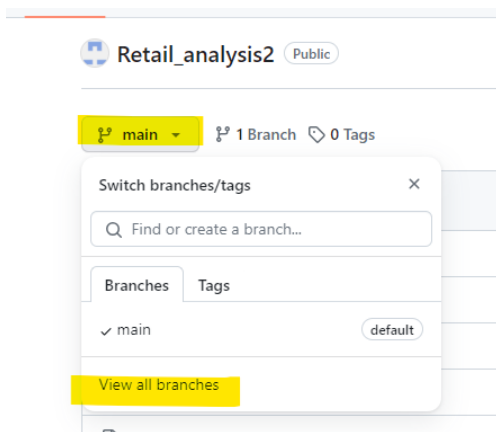 Retail_analysis2 Public
main 1 Branch 0 Tags
Switch branches/tags
Find or create a branch...
Branches Tags
main default
View all branches